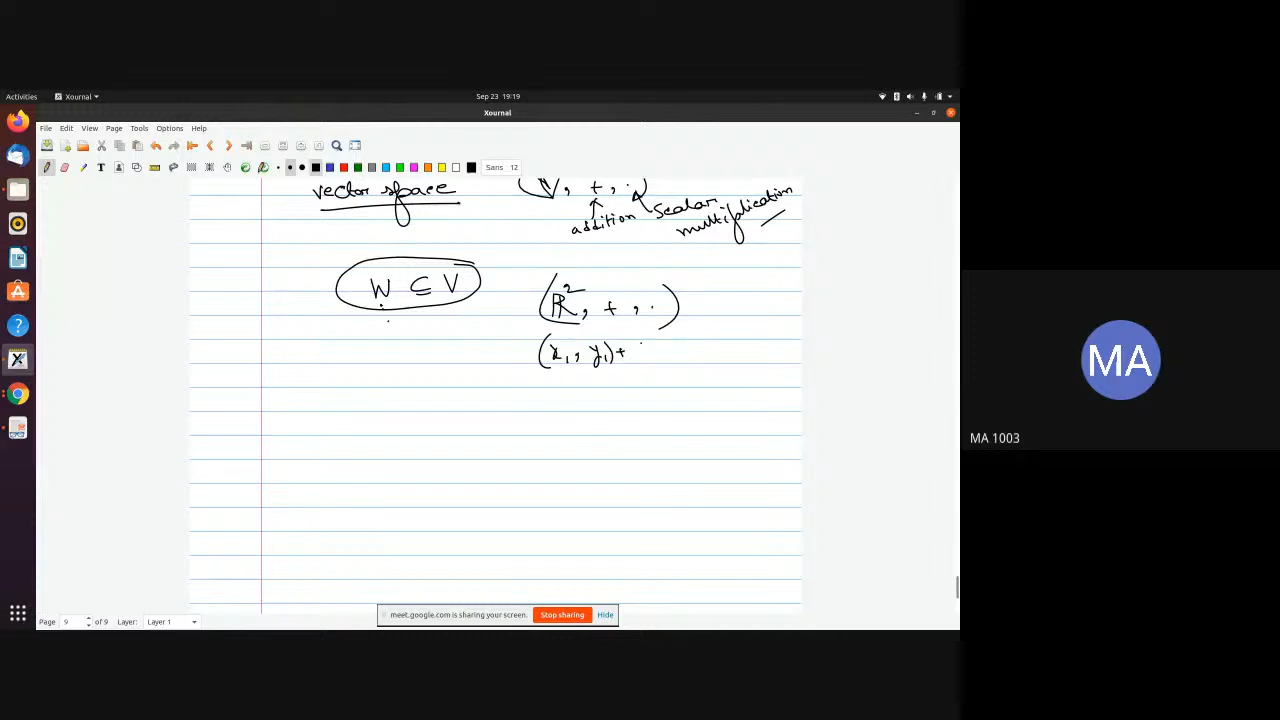 Activities Xournal Sep 23 19:19
Xournal
File Edit View Page Tools Options Help
Sans 12
vector space (V, +, .)
addition scalar multiplication
W ⊆ V (ℝ², +, .)
(x₁, y₁) +
MA
MA 1003
meet.google.com is sharing your screen. Stop sharing Hide
Page 9 of 9 Layer: Layer 1